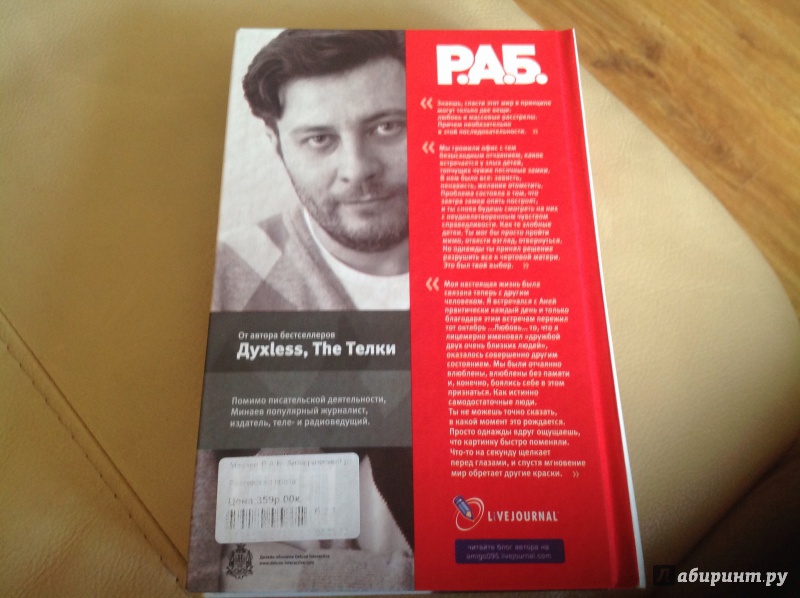 Р.А.Б.
« Знаешь, спасти этот мир в принципе
могут только две вещи:
любовь и массовые расстрелы.
Причем необязательно
в этой последовательности. »
« Мы громили офис с тем
безысходным отчаянием, какое
встречается у злых детей,
топчущих чужие песочные замки.
В нем было все: зависть,
ненависть, желание отомстить.
Проблема состояла в том, что
завтра замки опять построят,
и ты снова будешь смотреть на них
с неудовлетворенным чувством
справедливости. Как те злобные
детки. Ты мог бы просто пройти
мимо, отвести взгляд, отвернуться.
Но однажды ты принял решение
разрушить все к чертовой матери.
Это был твой выбор. »
« Моя настоящая жизнь была
связана теперь с другим
человеком. Я встречался с Аней
практически каждый день и только
благодаря этим встречам пережил
тот октябрь ...Любовь... то, что я
лицемерно именовал «дружбой
двух очень близких людей»,
оказалось совершенно другим
состоянием. Мы были отчаянно
влюблены, влюблены без памяти
и, конечно, боялись себе в этом
признаться. Как истинно
самодостаточные люди.
Ты не можешь точно сказать,
в какой момент это рождается.
Просто однажды вдруг ощущаешь,
что картинку быстро поменяли.
Что-то на секунду щелкает
перед глазами, и спустя мгновение
мир обретает другие краски. »
LIVEJOURNAL
читайте блог автора на
amigo095.livejournal.com
От автора бестселлеров
Дуxless, The Телки
Помимо писательской деятельности,
Минаев популярный журналист,
издатель, теле- и радиоведущий.
Цена:359р.00к.
Лабиринт.ру